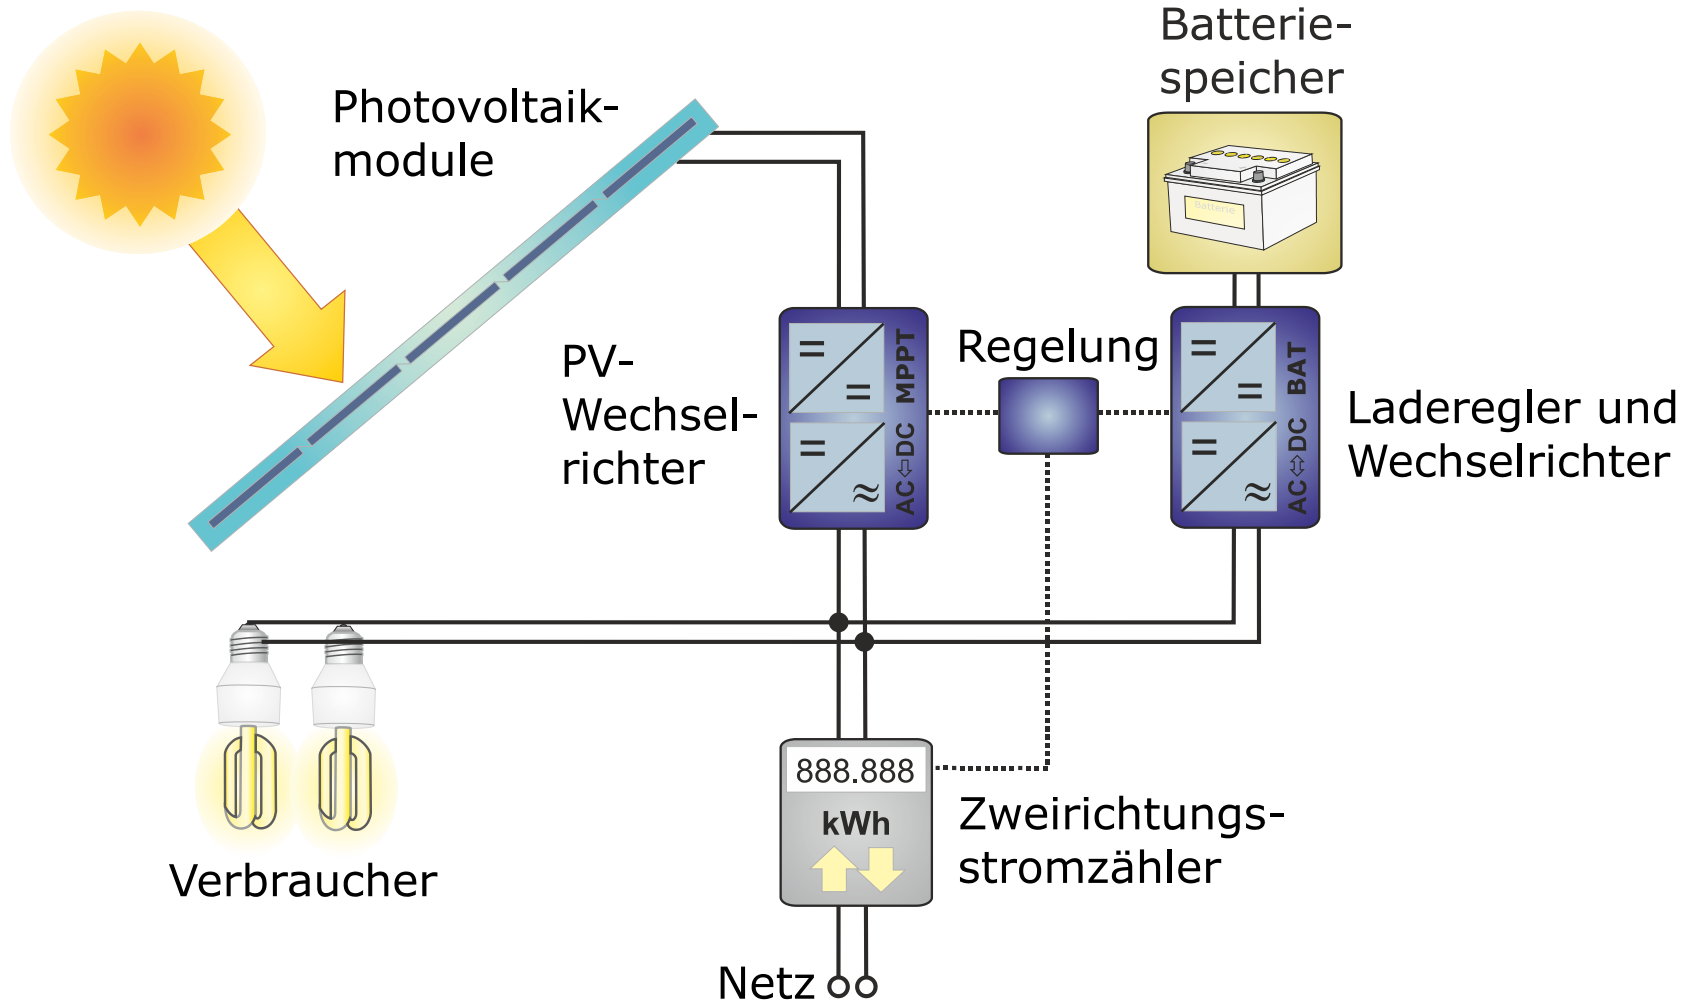 Batterie-
speicher
Photovoltaik-
module
Batterie
PV-
Wechsel-
richter
= = MPPT
= ≈ AC⇩DC
Regelung
= = BAT
= ≈ AC⇕DC
Laderegler und
Wechselrichter
888.888
kWh
Zweirichtungs-
stromzähler
Verbraucher
Netz